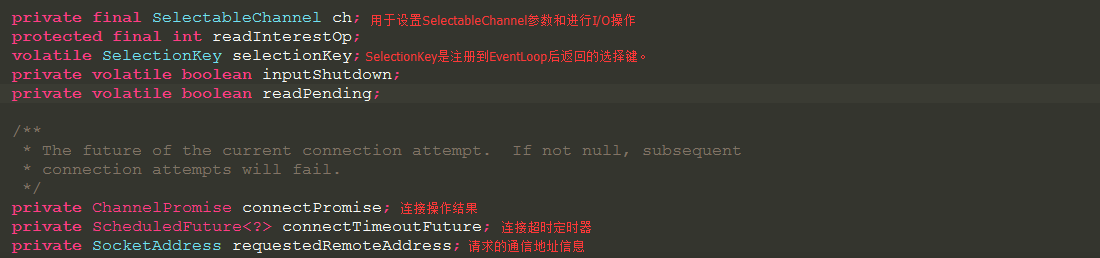 private final SelectableChannel ch; 用于设置SelectableChannel参数和进行I/O操作
protected final int readInterestOp;
volatile SelectionKey selectionKey; SelectionKey是注册到EventLoop后返回的选择键。
private volatile boolean inputShutdown;
private volatile boolean readPending;
/**
* The future of the current connection attempt.  If not null, subsequent
* connection attempts will fail.
*/
private ChannelPromise connectPromise; 连接操作结果
private ScheduledFuture<?> connectTimeoutFuture; 连接超时定时器
private SocketAddress requestedRemoteAddress; 请求的通信地址信息